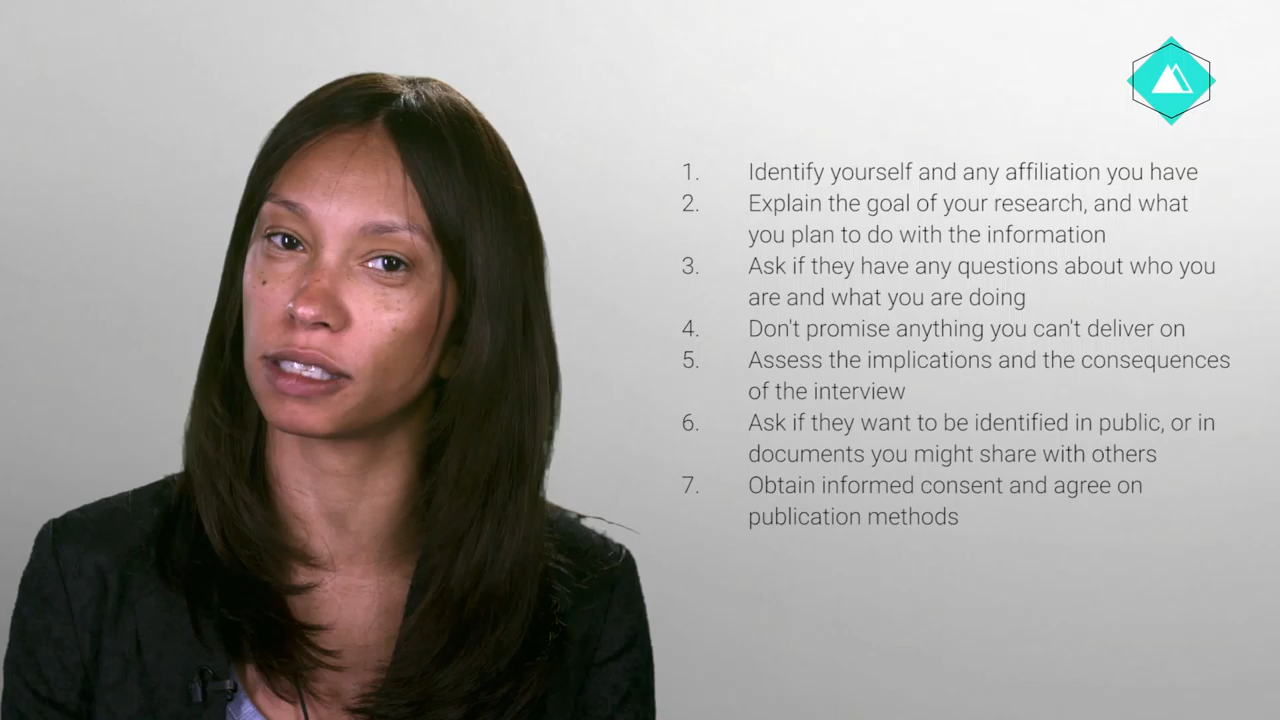 1. Identify yourself and any affiliation you have
2. Explain the goal of your research, and what
you plan to do with the information
3. Ask if they have any questions about who you
are and what you are doing
4. Don't promise anything you can't deliver on
5. Assess the implications and the consequences
of the interview
6. Ask if they want to be identified in public, or in
documents you might share with others
7. Obtain informed consent and agree on
publication methods